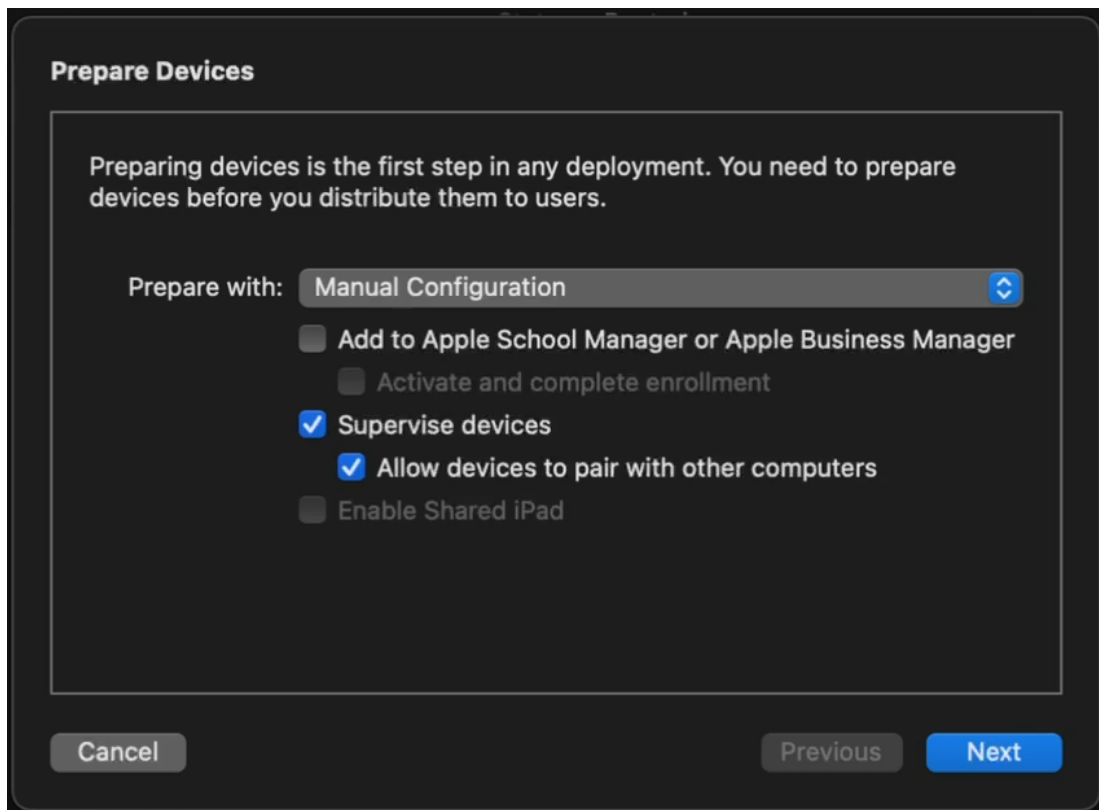 Prepare Devices
Preparing devices is the first step in any deployment. You need to prepare
devices before you distribute them to users.
Prepare with: Manual Configuration
Add to Apple School Manager or Apple Business Manager
Activate and complete enrollment
Supervise devices
Allow devices to pair with other computers
Enable Shared iPad
Cancel Previous Next